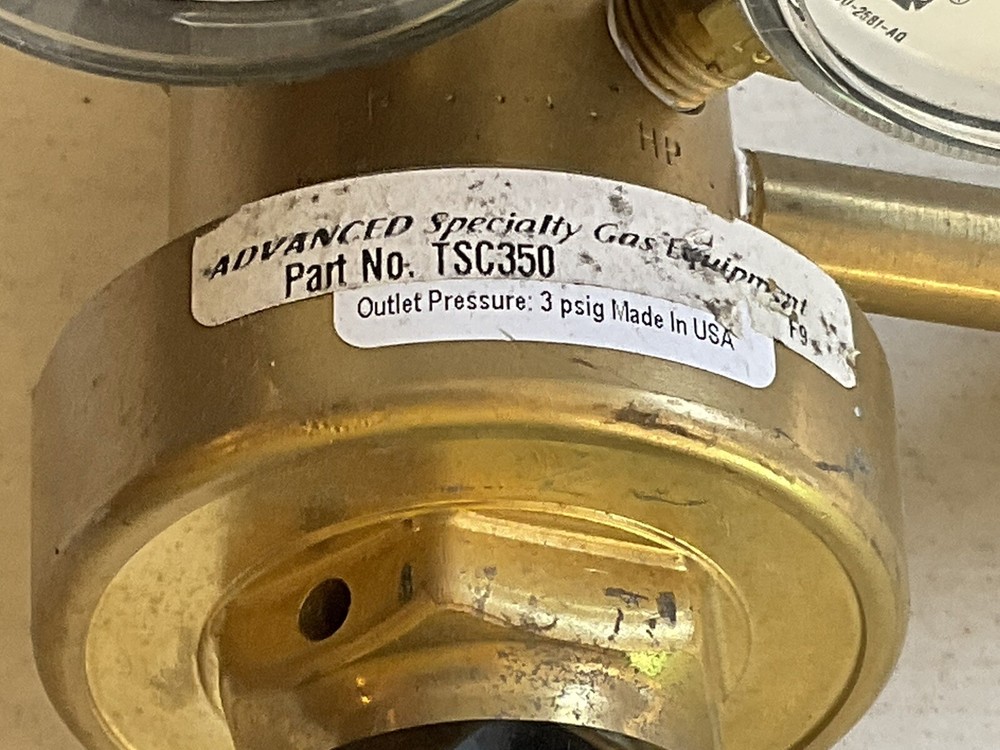 HP
ADVANCED Specialty Gas Equipment
Part No. TSC350
F9
Outlet Pressure: 3 psig Made In USA